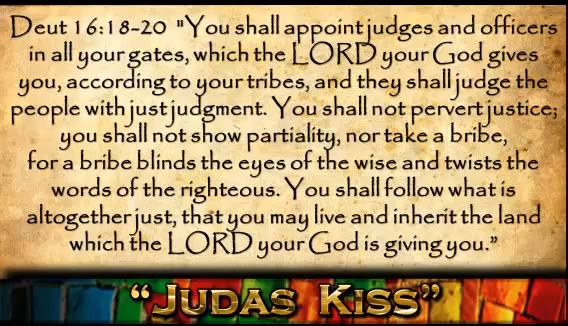 Deut 16:18-20 "You shall appoint judges and officers
in all your gates, which the LORD your God gives
you, according to your tribes, and they shall judge the
people with just judgment. You shall not pervert justice;
you shall not show partiality, nor take a bribe,
for a bribe blinds the eyes of the wise and twists the
words of the righteous. You shall follow what is
altogether just, that you may live and inherit the land
which the LORD your God is giving you."
"JUDAS KISS"